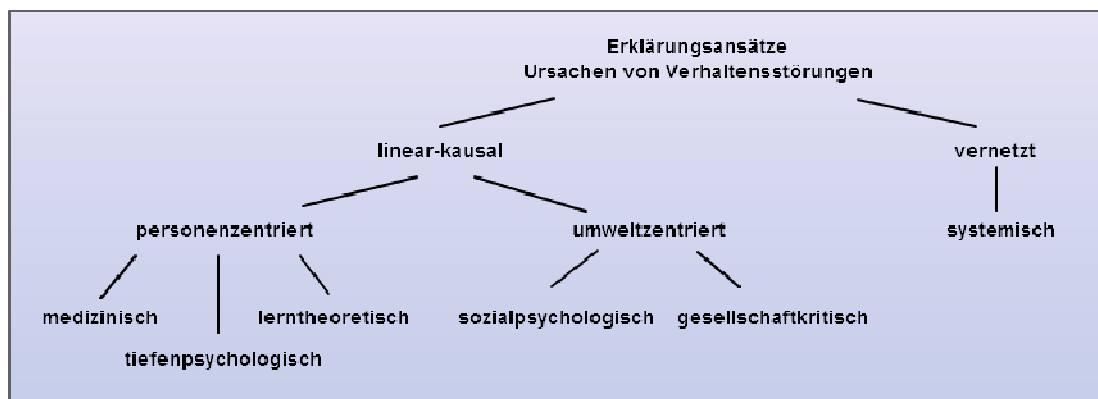 Erklärungsansätze
Ursachen von Verhaltensstörungen
linear-kausal
vernetzt
personenzentriert
umweltzentriert
systemisch
medizinisch
lerntheoretisch
sozialpsychologisch
gesellschaftkritisch
tiefenpsychologisch